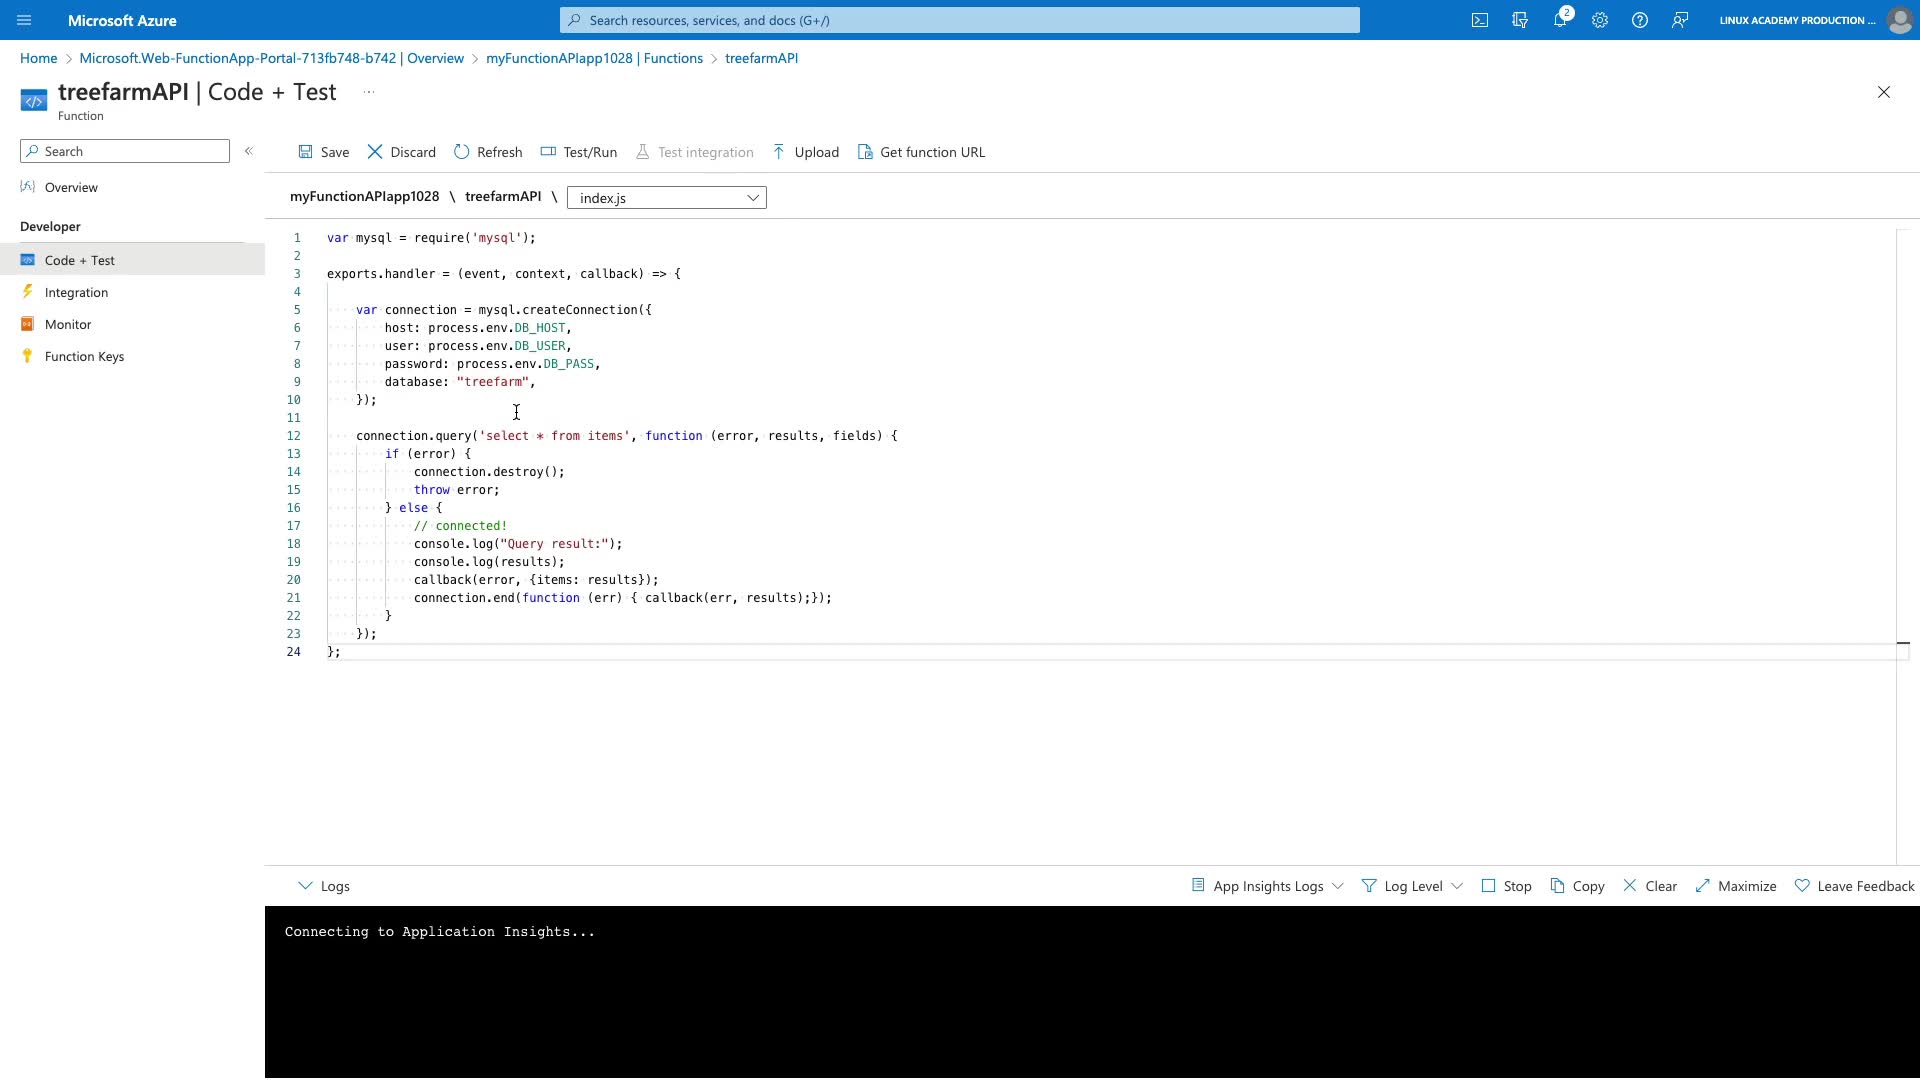 Microsoft Azure
Search resources, services, and docs (G+/)
2
LINUX ACADEMY PRODUCTION ...
Home > Microsoft.Web-FunctionApp-Portal-713fb748-b742 | Overview > myFunctionAPIapp1028 | Functions > treefarmAPI
treefarmAPI | Code + Test ...
Function
Search «
Save Discard Refresh Test/Run Test integration Upload Get function URL
Overview
Developer
Code + Test
Integration
Monitor
Function Keys
myFunctionAPIapp1028 \ treefarmAPI \ index.js
1 var mysql = require('mysql');
2
3 exports.handler = (event, context, callback) => {
4
5 var connection = mysql.createConnection({
6 host: process.env.DB_HOST,
7 user: process.env.DB_USER,
8 password: process.env.DB_PASS,
9 database: "treefarm",
10 });
11
12 connection.query('select * from items', function (error, results, fields) {
13 if (error) {
14 connection.destroy();
15 throw error;
16 } else {
17 // connected!
18 console.log("Query result:");
19 console.log(results);
20 callback(error, {items: results});
21 connection.end(function (err) { callback(err, results);});
22 }
23 });
24 };
Logs
App Insights Logs Log Level Stop Copy Clear Maximize Leave Feedback
Connecting to Application Insights...